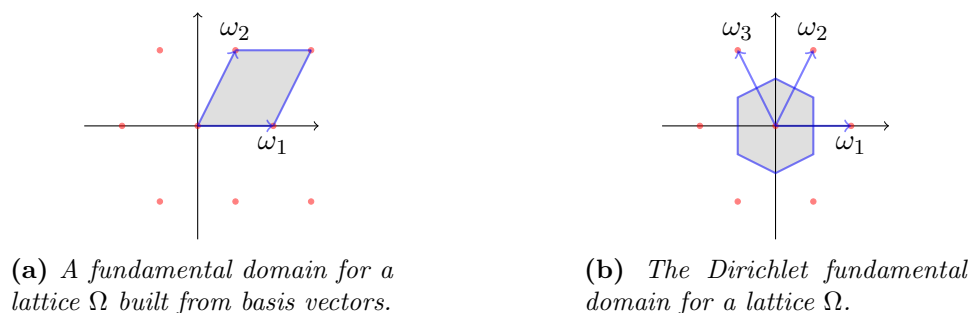 ω₂
ω₁
ω₃
ω₂
ω₁
(a) A fundamental domain for a
lattice Ω built from basis vectors.
(b) The Dirichlet fundamental
domain for a lattice Ω.